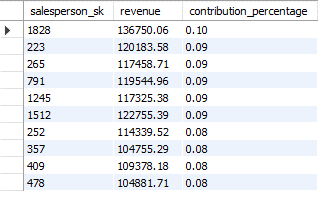 salesperson_sk revenue contribution_percentage
1828 136750.06 0.10
223 120183.58 0.09
265 117458.71 0.09
791 119544.96 0.09
1245 117325.38 0.09
1512 122755.39 0.09
252 114339.52 0.08
357 104755.29 0.08
409 109378.18 0.08
478 104881.71 0.08